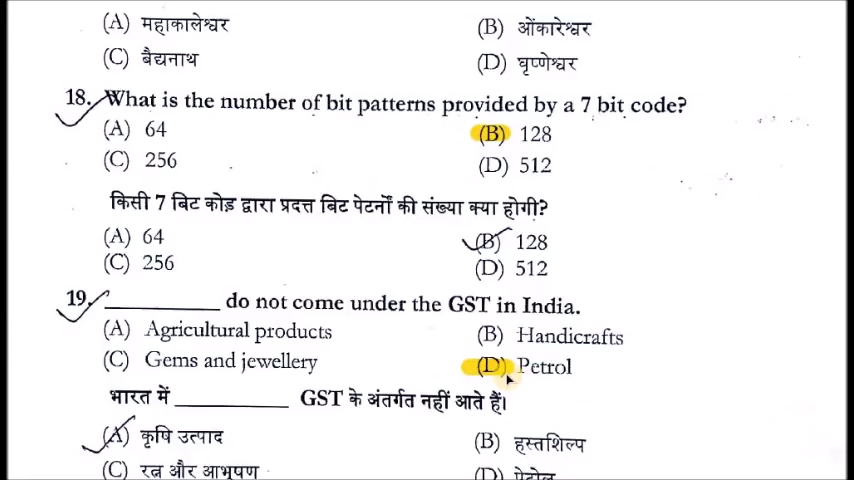 (A) महाकालेश्वर (B) ओंकारेश्वर
(C) बैद्यनाथ (D) घृष्णेश्वर
18. What is the number of bit patterns provided by a 7 bit code?
(A) 64 (B) 128
(C) 256 (D) 512
किसी 7 बिट कोड द्वारा प्रदत्त बिट पेटर्नों की संख्या क्या होगी?
(A) 64 (B) 128
(C) 256 (D) 512
19. __________ do not come under the GST in India.
(A) Agricultural products (B) Handicrafts
(C) Gems and jewellery (D) Petrol
भारत में __________ GST के अंतर्गत नहीं आते हैं।
(A) कृषि उत्पाद (B) हस्तशिल्प
(C) रत्न और आभूषण (D) पेट्रोल